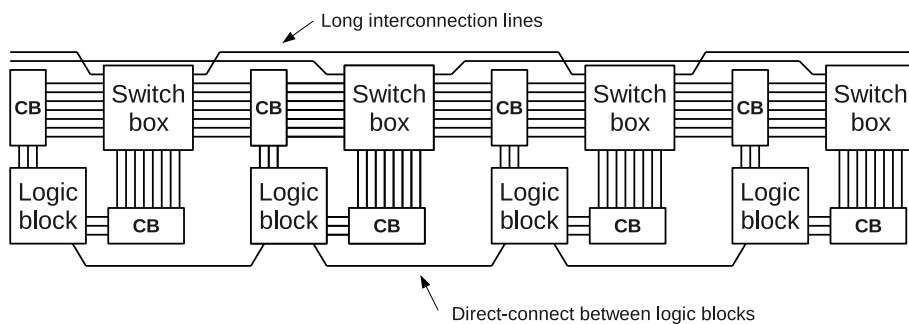 Long interconnection lines
CB
Switch
box
CB
Switch
box
CB
Switch
box
CB
Switch
box
Logic
block
CB
Logic
block
CB
Logic
block
CB
Logic
block
CB
Direct-connect between logic blocks